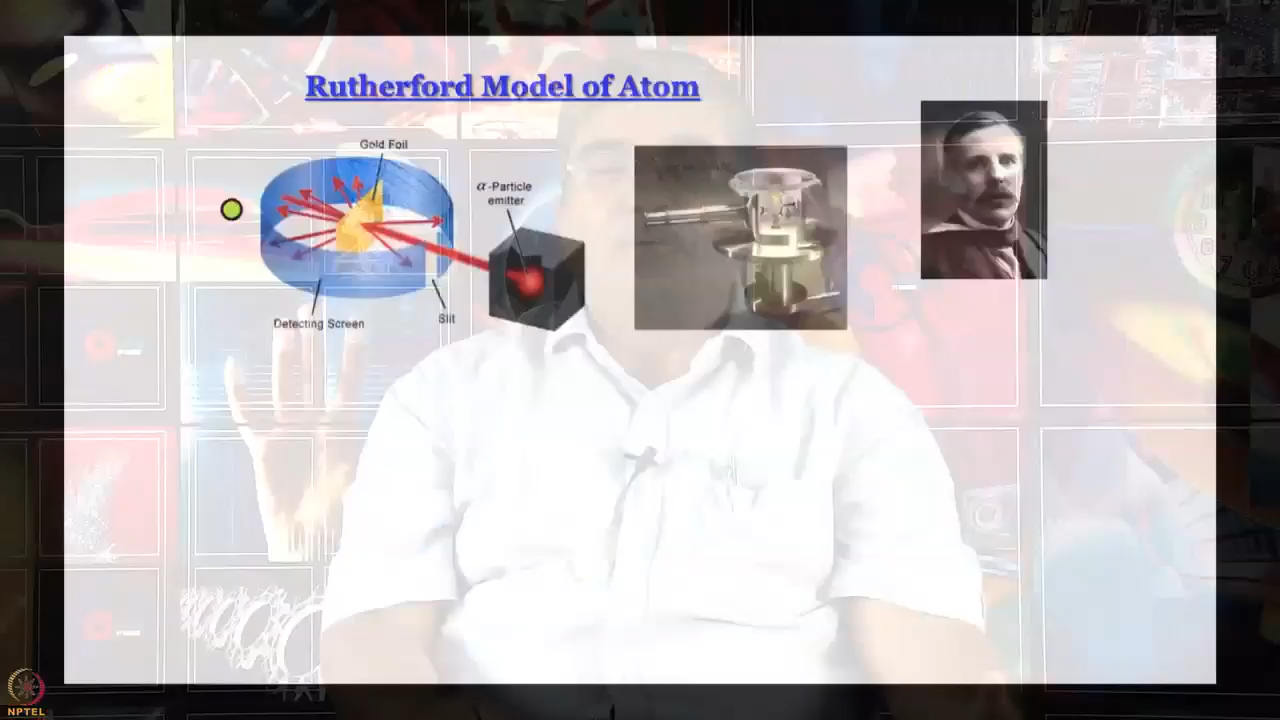 Rutherford Model of Atom
Gold Foil
α-Particle
emitter
Detecting Screen
Slit
NPTEL